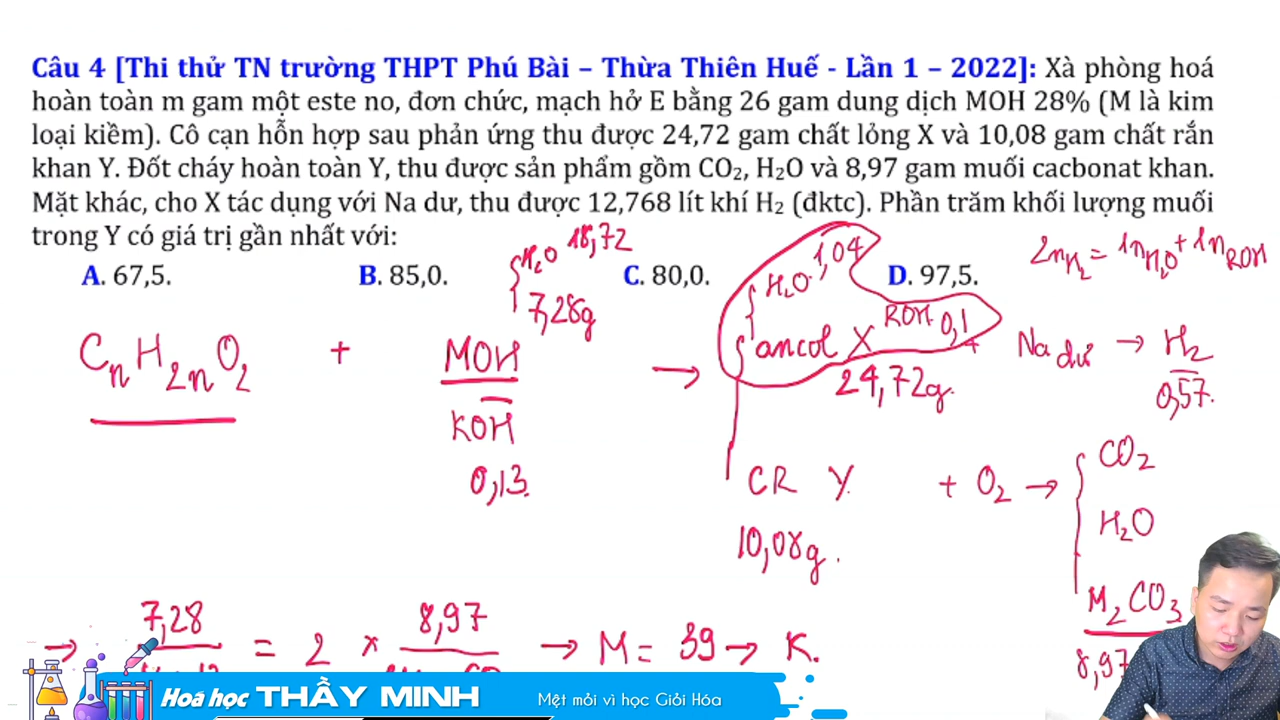 Câu 4 [Thi thử TN trường THPT Phú Bài – Thừa Thiên Huế - Lần 1 – 2022]: Xà phòng hoá
hoàn toàn m gam một este no, đơn chức, mạch hở E bằng 26 gam dung dịch MOH 28% (M là kim
loại kiềm). Cô cạn hỗn hợp sau phản ứng thu được 24,72 gam chất lỏng X và 10,08 gam chất rắn
khan Y. Đốt cháy hoàn toàn Y, thu được sản phẩm gồm CO₂, H₂O và 8,97 gam muối cacbonat khan.
Mặt khác, cho X tác dụng với Na dư, thu được 12,768 lít khí H₂ (đktc). Phần trăm khối lượng muối
trong Y có giá trị gần nhất với:
A. 67,5. B. 85,0. C. 80,0. D. 97,5.
H₂O 18,72
7,28g
2nH₂ = 1nH₂O + 1nROH
H₂O 1,04
CₙH₂ₙO₂ + MOH → ancol X ROH 0,1
Na dư → H₂
24,72g
0,57
KOH
0,13
CR Y + O₂ → CO₂
H₂O
10,08g
M₂CO₃
8,97
→ 7,28 = 2 × 8,97 → M = 39 → K.
Hoá học THẦY MINH Mệt mỏi vì học Giỏi Hóa